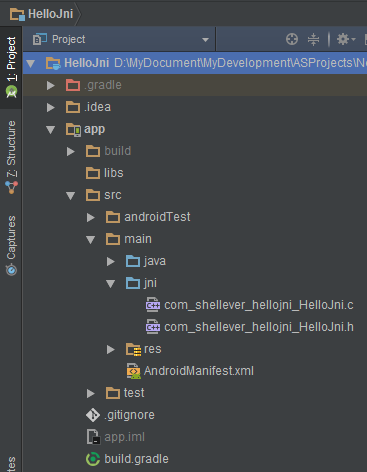 HelloJni
Project
HelloJni D:\MyDocument\MyDevelopment\ASProjects\N
.gradle
.idea
app
build
libs
src
androidTest
main
java
jni
com_shellever_hellojni_HelloJni.c
com_shellever_hellojni_HelloJni.h
res
AndroidManifest.xml
test
.gitignore
app.iml
build.gradle
1: Project
7: Structure
Captures